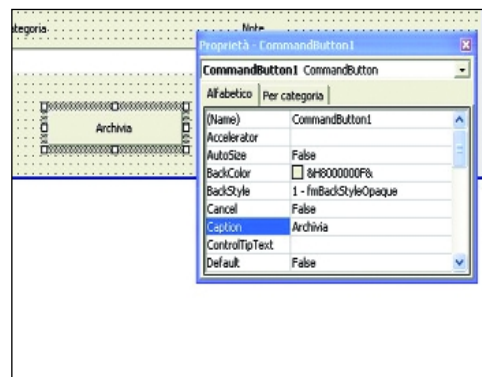 tegoria
Note
Proprietà - CommandButton1
CommandButton1 CommandButton
Alfabetico Per categoria
(Name) CommandButton1
Accelerator
AutoSize False
BackColor &H8000000F&
BackStyle 1 - fmBackStyleOpaque
Cancel False
Caption Archivia
ControlTipText
Default False
Archivia